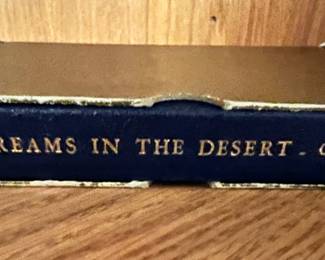 REAMS IN THE DESERT -